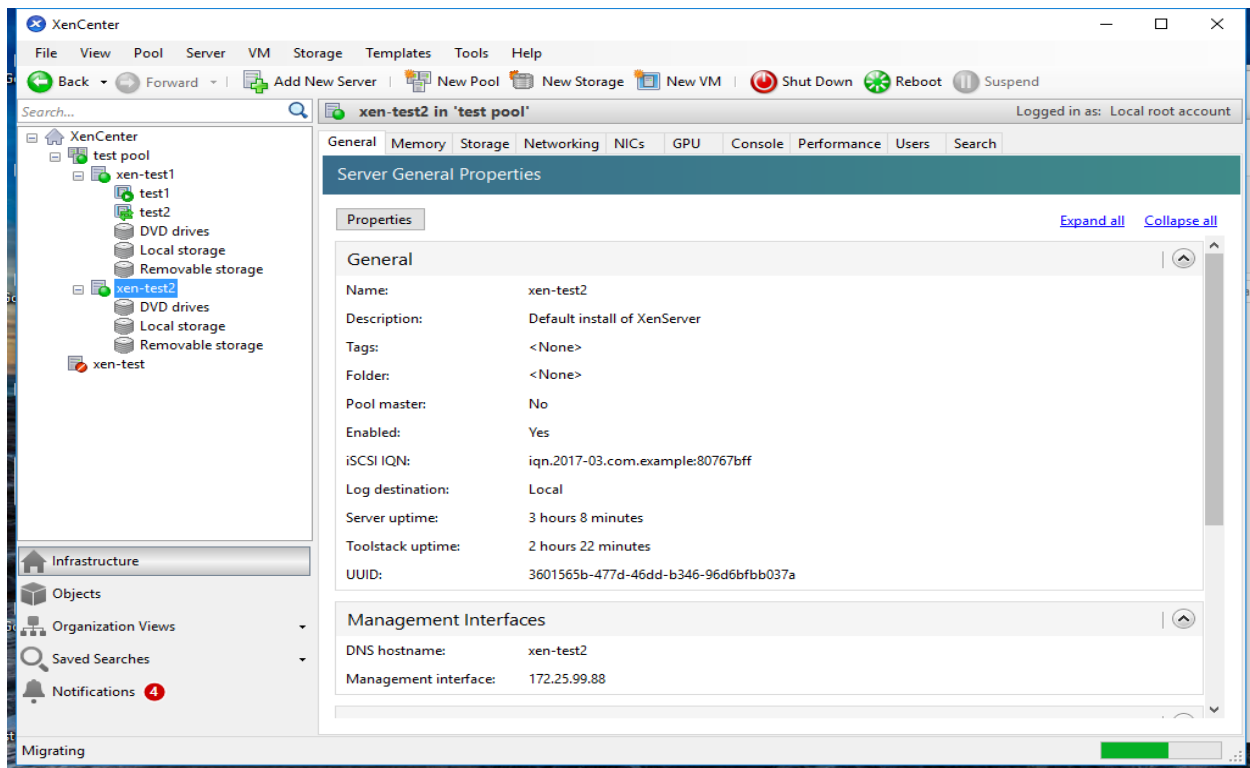 XenCenter
File View Pool Server VM Storage Templates Tools Help
Back Forward Add New Server New Pool New Storage New VM Shut Down Reboot Suspend
Search...
xen-test2 in 'test pool' Logged in as: Local root account
XenCenter
test pool
xen-test1
test1
test2
DVD drives
Local storage
Removable storage
xen-test2
DVD drives
Local storage
Removable storage
xen-test
Infrastructure
Objects
Organization Views
Saved Searches
Notifications 4
General Memory Storage Networking NICs GPU Console Performance Users Search
Server General Properties
Properties Expand all Collapse all
General
Name: xen-test2
Description: Default install of XenServer
Tags: <None>
Folder: <None>
Pool master: No
Enabled: Yes
iSCSI IQN: iqn.2017-03.com.example:80767bff
Log destination: Local
Server uptime: 3 hours 8 minutes
Toolstack uptime: 2 hours 22 minutes
UUID: 3601565b-477d-46dd-b346-96d6bfbb037a
Management Interfaces
DNS hostname: xen-test2
Management interface: 172.25.99.88
Migrating